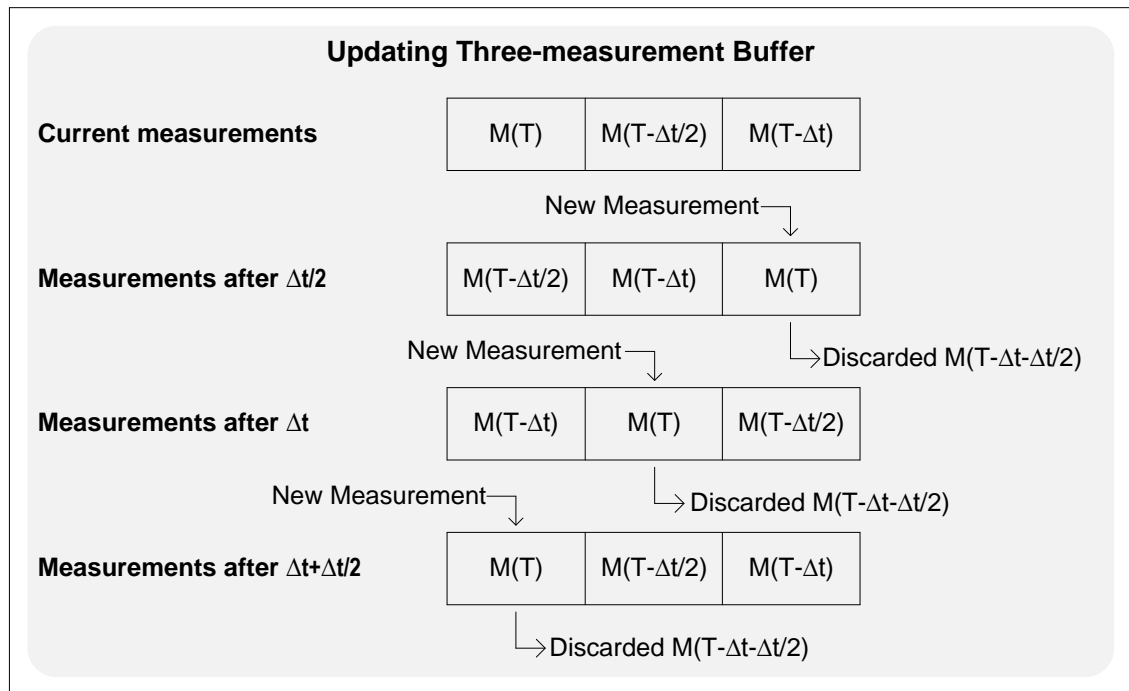 Updating Three-measurement Buffer
Current measurements M(T) M(T-Δt/2) M(T-Δt)
New Measurement
Measurements after Δt/2 M(T-Δt/2) M(T-Δt) M(T)
New Measurement Discarded M(T-Δt-Δt/2)
Measurements after Δt M(T-Δt) M(T) M(T-Δt/2)
New Measurement Discarded M(T-Δt-Δt/2)
Measurements after Δt+Δt/2 M(T) M(T-Δt/2) M(T-Δt)
Discarded M(T-Δt-Δt/2)